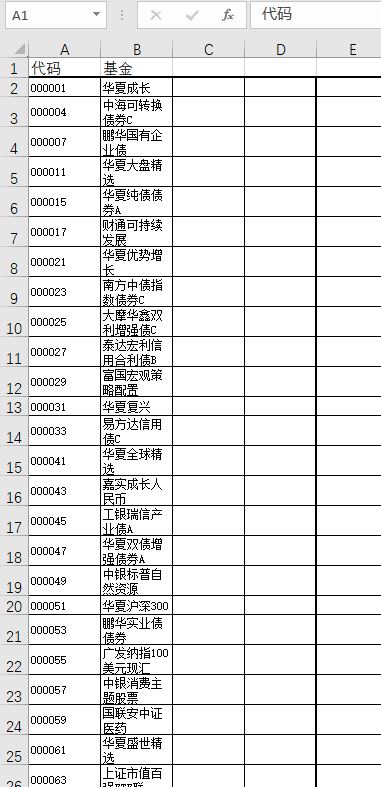 A1
代码
A B C D E
1 代码 基金
2 000001 华夏成长
3 000004 中海可转换
债券C
4 000007 鹏华国有企
业债
5 000011 华夏大盘精
选
6 000015 华夏纯债债
券A
7 000017 财通可持续
发展
8 000021 华夏优势增
长
9 000023 南方中债指
数债券C
10 000025 大摩华鑫双
利增强债C
11 000027 泰达宏利信
用合利债B
12 000029 富国宏观策
略配置
13 000031 华夏复兴
14 000033 易方达信用
债C
15 000041 华夏全球精
选
16 000043 嘉实成长人
民币
17 000045 工银瑞信产
业债A
18 000047 华夏双债增
强债券A
19 000049 中银标普自
然资源
20 000051 华夏沪深300
21 000053 鹏华实业债
债券
22 000055 广发纳指100
美元现汇
23 000057 中银消费主
题股票
24 000059 国联安中证
医药
25 000061 华夏盛世精
选
26 000063 上证市值百